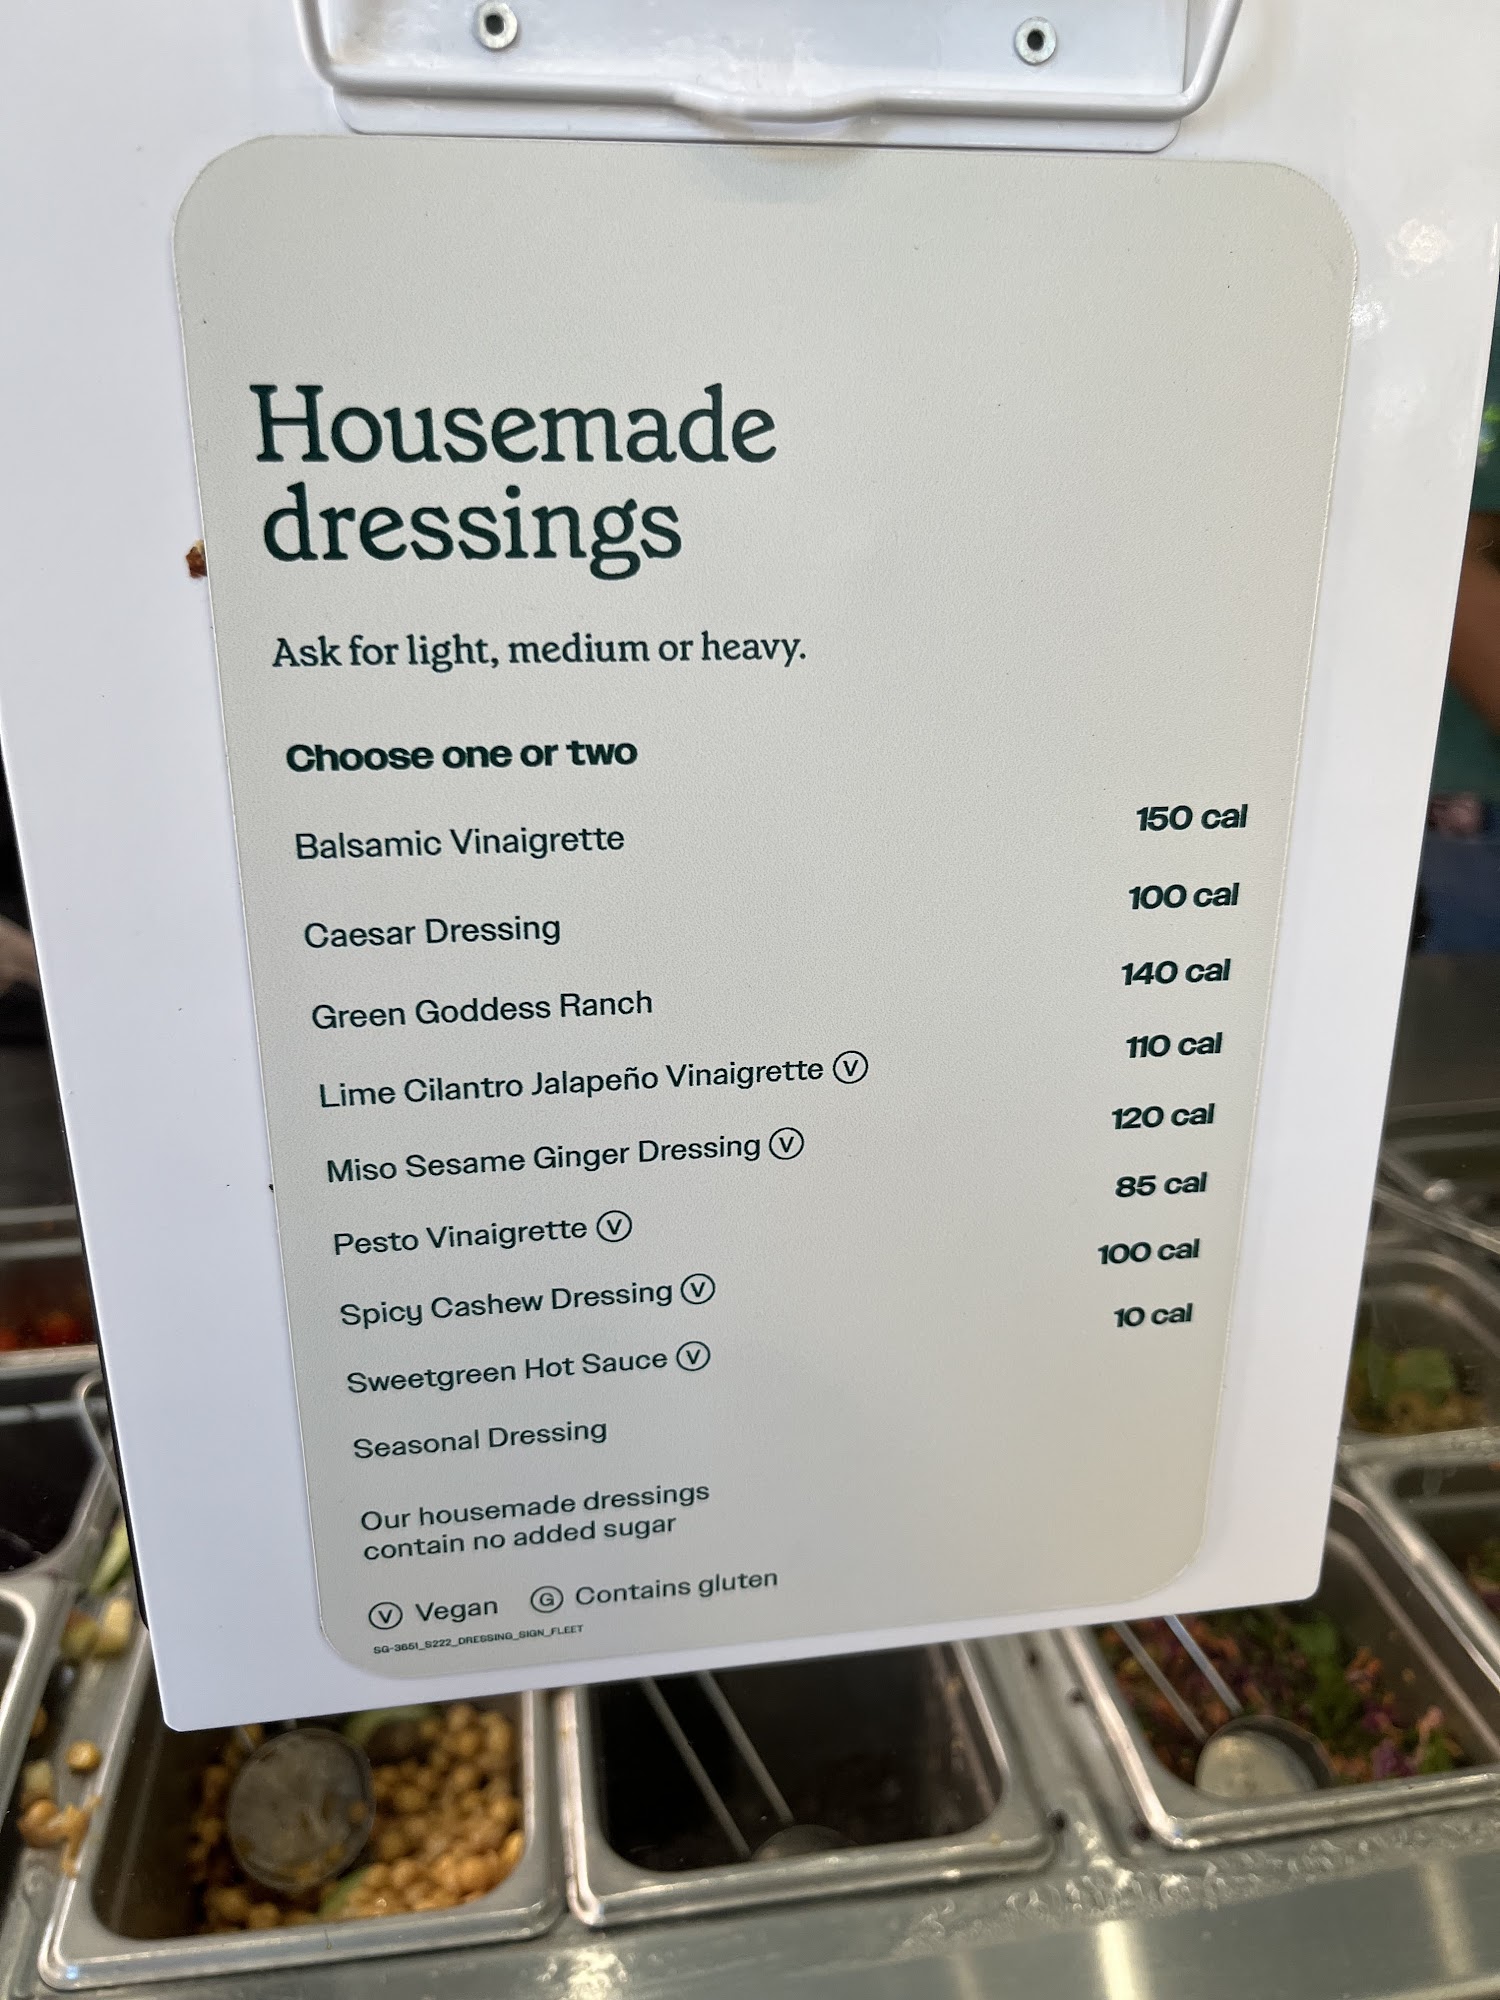 Housemade
dressings
Ask for light, medium or heavy.
Choose one or two
Balsamic Vinaigrette 150 cal
Caesar Dressing 100 cal
Green Goddess Ranch 140 cal
Lime Cilantro Jalapeño Vinaigrette Ⓥ 110 cal
Miso Sesame Ginger Dressing Ⓥ 120 cal
Pesto Vinaigrette Ⓥ 85 cal
Spicy Cashew Dressing Ⓥ 100 cal
Sweetgreen Hot Sauce Ⓥ 10 cal
Seasonal Dressing
Our housemade dressings
contain no added sugar
Ⓥ Vegan Ⓖ Contains gluten
SG-3651_S222_DRESSING_SIGN_FLEET